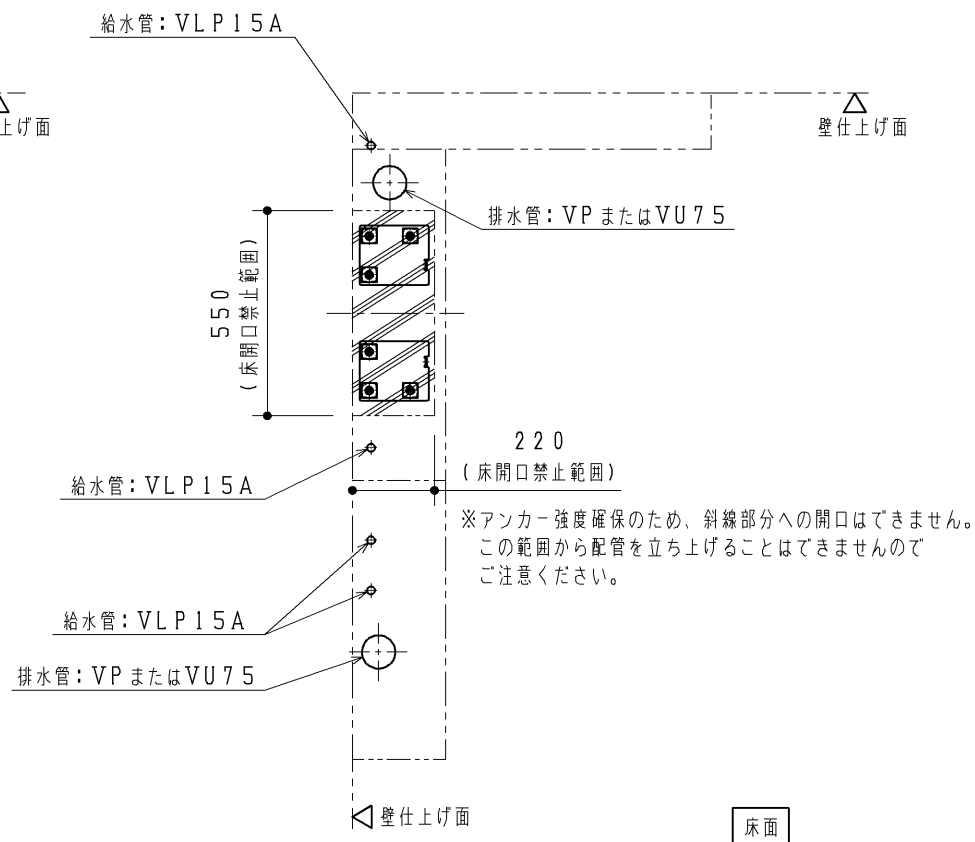 給水管：VLP15A
上げ面
壁仕上げ面
排水管：VPまたはVU75
550
(床開口禁止範囲)
220
(床開口禁止範囲)
給水管：VLP15A
※アンカー強度確保のため、斜線部分への開口はできません。
この範囲から配管を立ち上げることはできませんので
ご注意ください。
給水管：VLP15A
排水管：VPまたはVU75
壁仕上げ面
床面